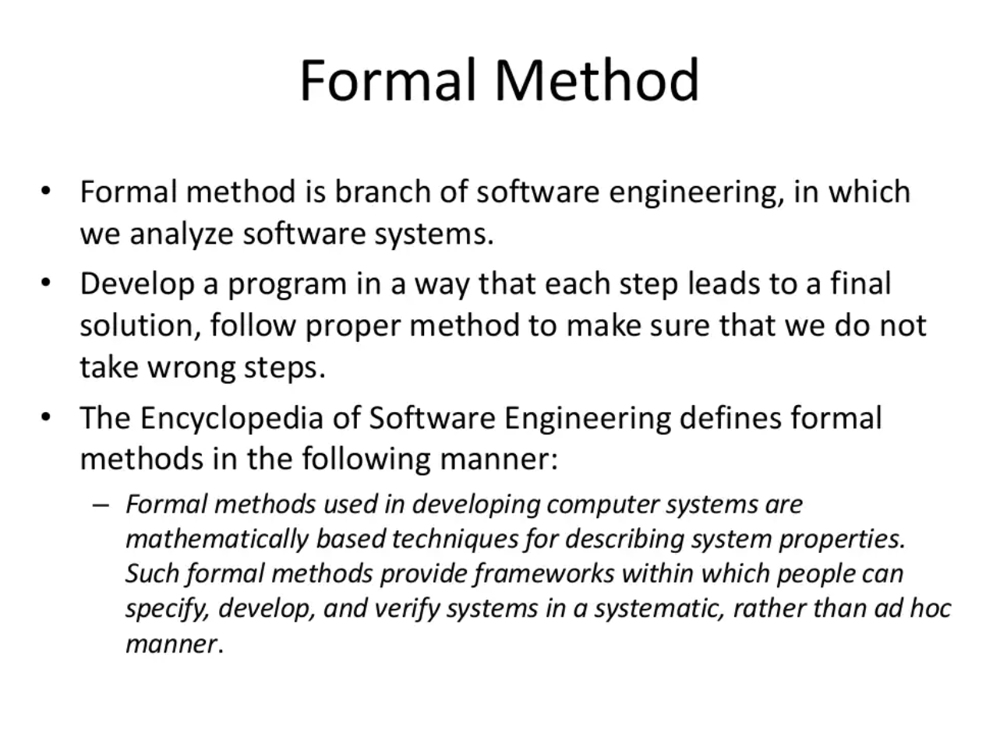 Formal Method
• Formal method is branch of software engineering, in which
we analyze software systems.
• Develop a program in a way that each step leads to a final
solution, follow proper method to make sure that we do not
take wrong steps.
• The Encyclopedia of Software Engineering defines formal
methods in the following manner:
– Formal methods used in developing computer systems are
mathematically based techniques for describing system properties.
Such formal methods provide frameworks within which people can
specify, develop, and verify systems in a systematic, rather than ad hoc
manner.